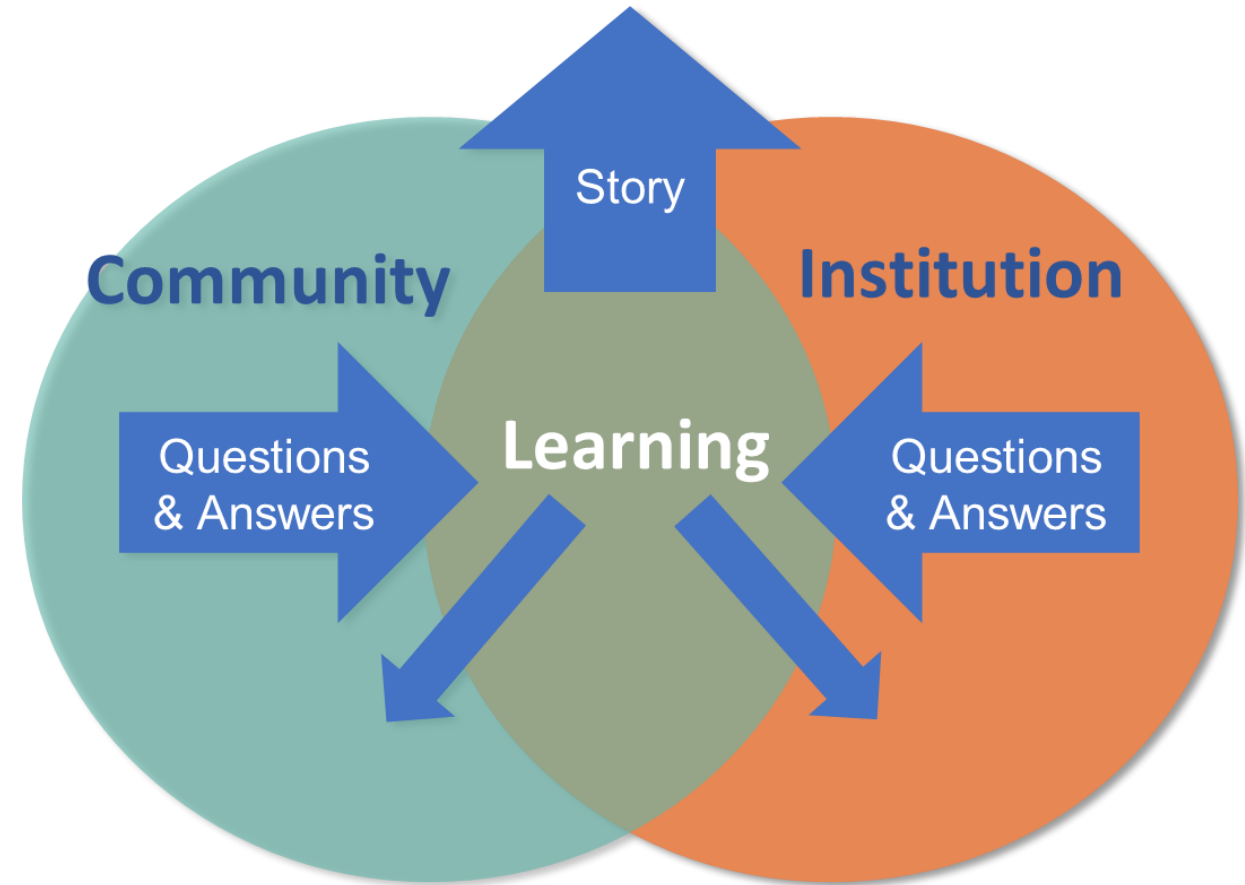 Story
Community
Institution
Learning
Questions
& Answers
Questions
& Answers